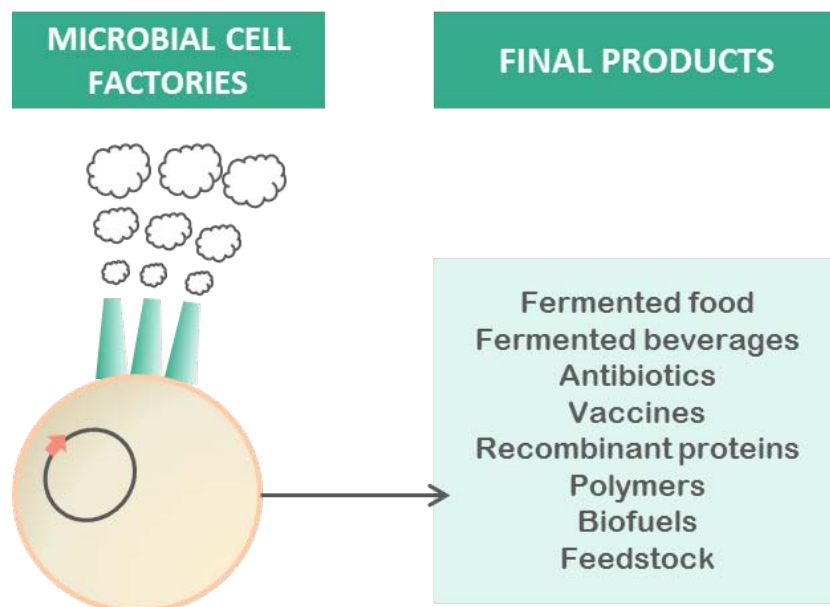 MICROBIAL CELL
FACTORIES
FINAL PRODUCTS
Fermented food
Fermented beverages
Antibiotics
Vaccines
Recombinant proteins
Polymers
Biofuels
Feedstock